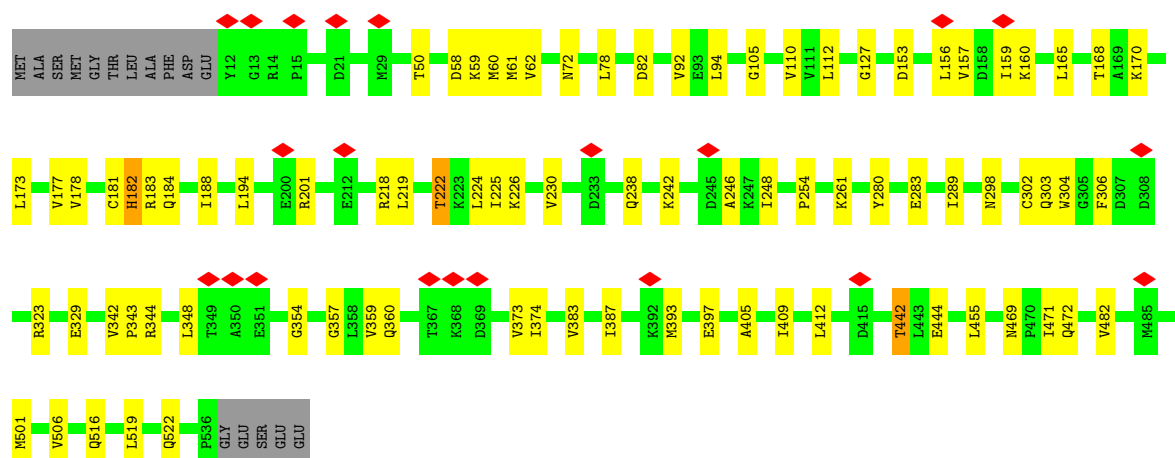 MET ALA SER MET GLY THR LEU ALA PHE ASP GLU Y12 G13 R14 P15 D21 M29 T50 D58 K59 M60 M61 V62 N72 L78 D82 V92 E93 L94 G105 V110 V111 L112 G127 D153 L156 V157 D158 I159 K160 L165 T168 A169 K170
L173 V177 V178 C181 H182 R183 Q184 I188 L194 E200 R201 E212 R218 L219 T222 K223 L224 I225 K226 V230 D233 Q238 K242 D245 A246 K247 I248 P254 K261 Y280 E283 I289 N298 C302 Q303 W304 G305 F306 D307 D308
R323 E329 V342 P343 R344 L348 T349 A350 E351 G354 G357 L358 V359 Q360 T367 K368 D369 V373 I374 V383 I387 K392 M393 E397 A405 I409 L412 D415 T442 L443 E444 L455 N469 P470 I471 Q472 V482 M485
M501 V506 Q516 L519 Q522 P536 GLY GLU SER GLU GLU